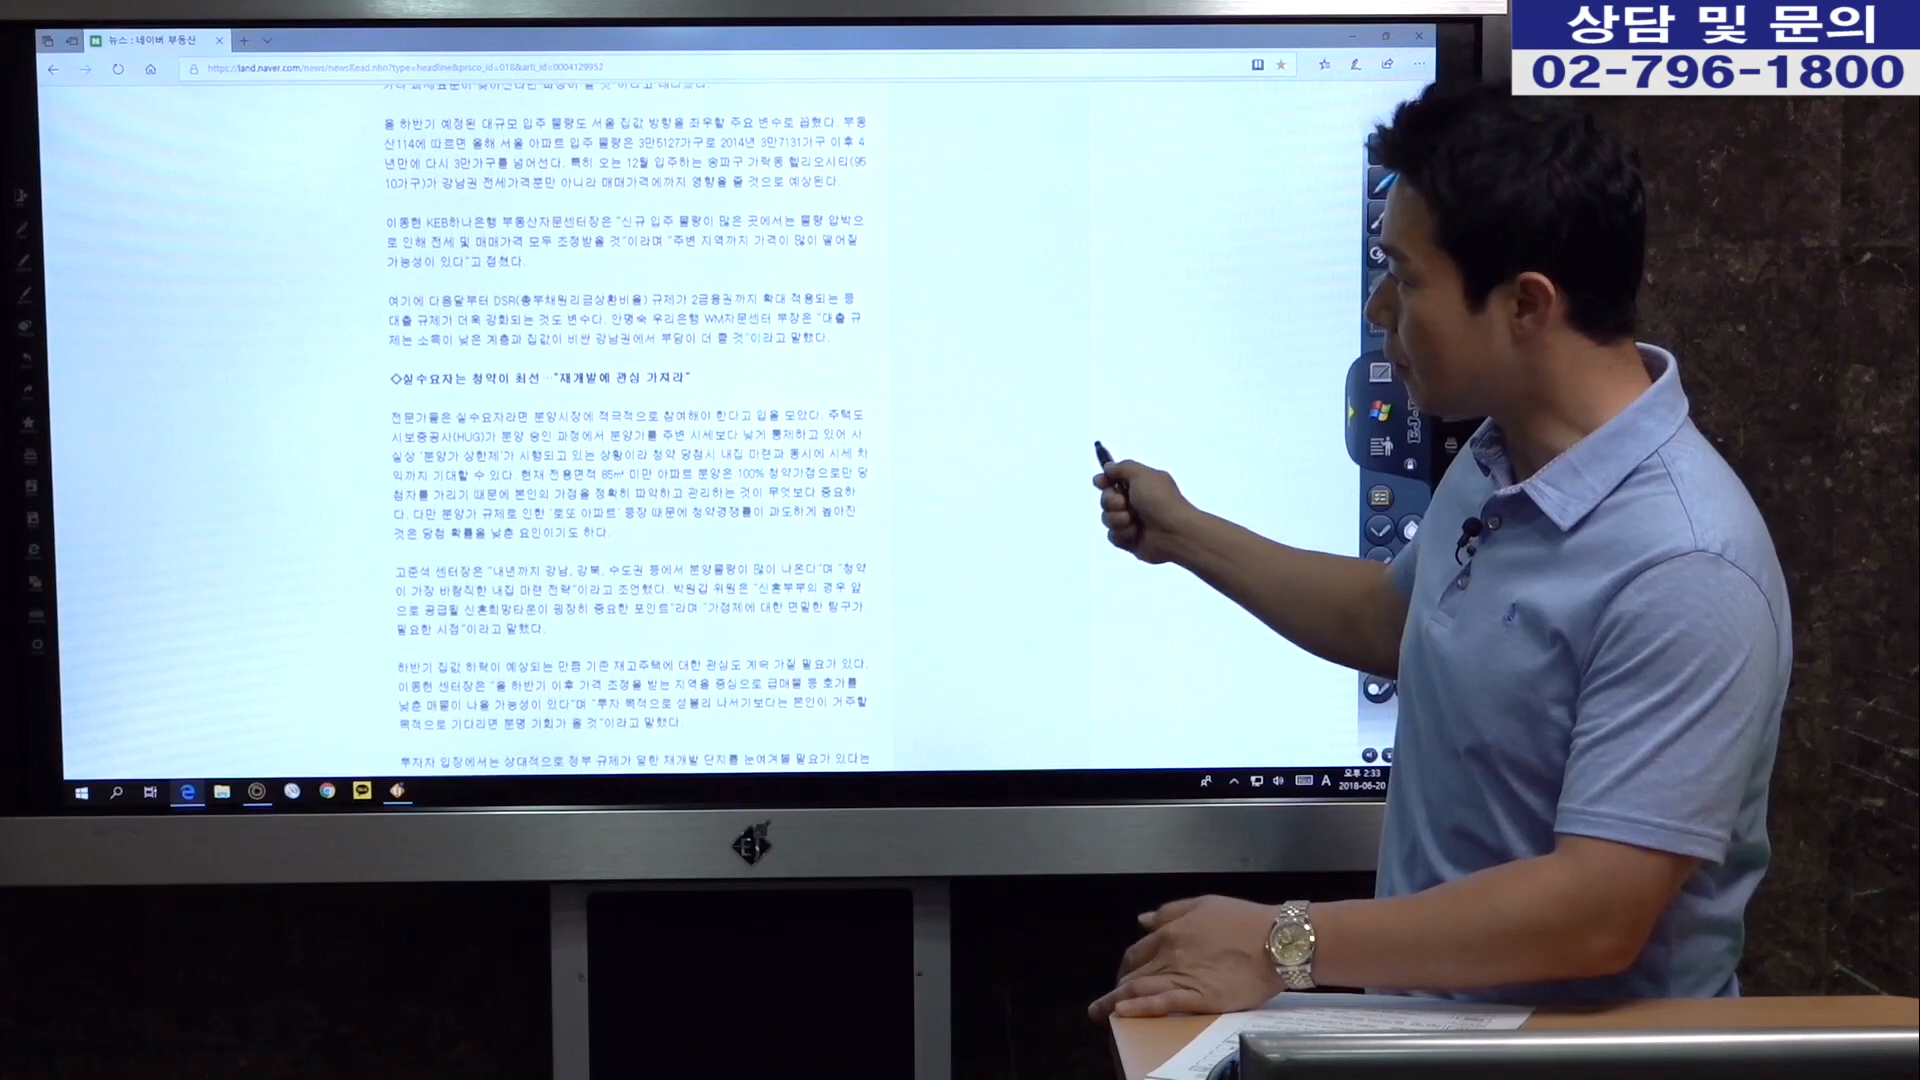 상담 및 문의
02-796-1800
뉴스 : 네이버 부동산
https://land.naver.com/news/newsRead.nhn?type=headline&prsco_id=018&arti_id=0004129952
올 하반기 예정된 대규모 입주 물량도 서울 집값 방향을 좌우할 주요 변수로 꼽혔다. 부동
산114에 따르면 올해 서울 아파트 입주 물량은 3만5127가구로 2014년 3만7131가구 이후 4
년만에 다시 3만가구를 넘어선다. 특히 오는 12월 입주하는 송파구 가락동 헬리오시티(95
10가구)가 강남권 전세가격뿐만 아니라 매매가격에까지 영향을 줄 것으로 예상된다.
이동현 KEB하나은행 부동산자문센터장은 "신규 입주 물량이 많은 곳에서는 물량 압박으
로 인해 전세 및 매매가격 모두 조정받을 것"이라며 "주변 지역까지 가격이 많이 떨어질
가능성이 있다"고 점쳤다.
여기에 다음달부터 DSR(총부채원리금상환비율) 규제가 2금융권까지 확대 적용되는 등
대출 규제가 더욱 강화되는 것도 변수다. 안명숙 우리은행 WM자문센터 부장은 "대출 규
제는 소득이 낮은 계층과 집값이 비싼 강남권에서 부담이 더 클 것"이라고 말했다.
◇실수요자는 청약이 최선…"재개발에 관심 가져라"
전문가들은 실수요자라면 분양시장에 적극적으로 참여해야 한다고 입을 모았다. 주택도
시보증공사(HUG)가 분양 승인 과정에서 분양가를 주변 시세보다 낮게 통제하고 있어 사
실상 '분양가 상한제'가 시행되고 있는 상황이라 청약 당첨시 내집 마련과 동시에 시세 차
익까지 기대할 수 있다. 현재 전용면적 85㎡ 미만 아파트 분양은 100% 청약가점으로만 당
첨자를 가리기 때문에 본인의 가점을 정확히 파악하고 관리하는 것이 무엇보다 중요하
다. 다만 분양가 규제로 인한 '로또 아파트' 등장 때문에 청약경쟁률이 과도하게 높아진
것은 당첨 확률을 낮춘 요인이기도 하다.
고준석 센터장은 "내년까지 강남, 강북, 수도권 등에서 분양물량이 많이 나온다"며 "청약
이 가장 바람직한 내집 마련 전략"이라고 조언했다. 박원갑 위원은 "신혼부부의 경우 앞
으로 공급될 신혼희망타운이 굉장히 중요한 포인트"라며 "가점제에 대한 면밀한 탐구가
필요한 시점"이라고 말했다.
하반기 집값 하락이 예상되는 만큼 기존 재고주택에 대한 관심도 계속 가질 필요가 있다.
이동현 센터장은 "올 하반기 이후 가격 조정을 받는 지역을 중심으로 급매물 등 호가를
낮춘 매물이 나올 가능성이 있다"며 "투자 목적으로 섣불리 나서기보다는 본인이 거주할
목적으로 기다리면 분명 기회가 올 것"이라고 말했다.
투자자 입장에서는 상대적으로 정부 규제가 덜한 재개발 단지를 눈여겨볼 필요가 있다는
A
오후 2:33
2018-06-20